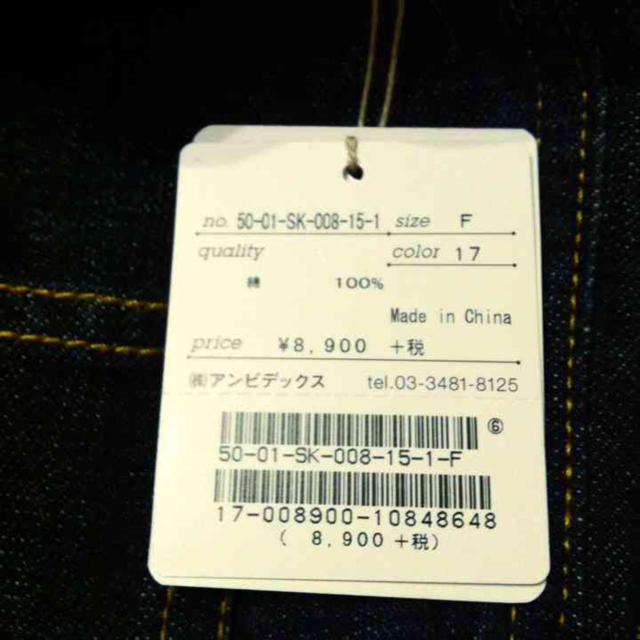 no. 50-01-SK-008-15-1 size F
quality color 17
綿 100%
Made in China
price ¥8,900 +税
㈱アンビデックス tel.03-3481-8125
⑥
50-01-SK-008-15-1-F
17-008900-10848648
( 8,900 +税)